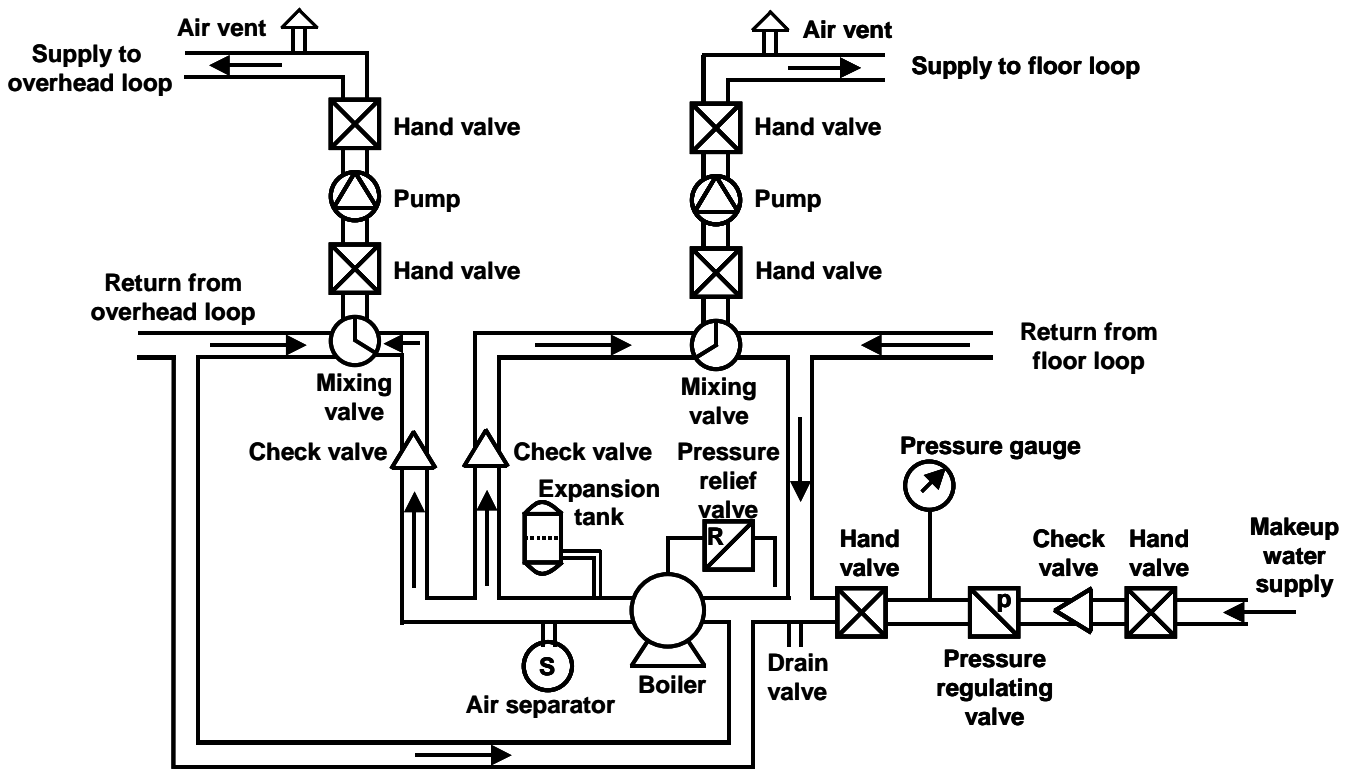 Air vent
Supply to
overhead loop
Hand valve
Pump
Hand valve
Return from
overhead loop
Mixing
valve
Check valve
Air vent
Supply to floor loop
Hand valve
Pump
Hand valve
Return from
floor loop
Mixing
valve
Check valve
Expansion
tank
Pressure
relief
valve
R
Pressure gauge
Hand
valve
Check
valve
Hand
valve
Makeup
water
supply
p
S
Air separator
Boiler
Drain
valve
Pressure
regulating
valve